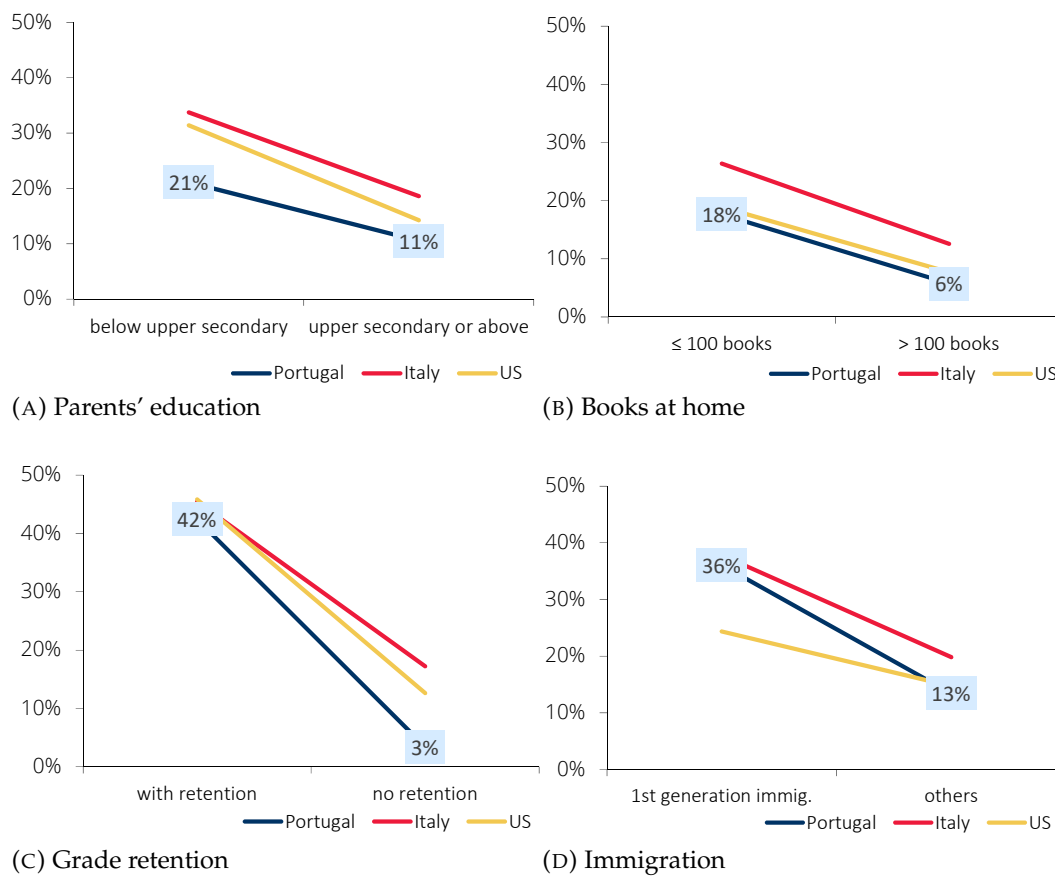 50%
40%
30%
20%
10%
0%
21%
11%
below upper secondary upper secondary or above
Portugal Italy US
(A) Parents’ education
50%
40%
30%
20%
10%
0%
18%
6%
≤ 100 books > 100 books
Portugal Italy US
(B) Books at home
50%
40%
30%
20%
10%
0%
42%
3%
with retention no retention
Portugal Italy US
(C) Grade retention
50%
40%
30%
20%
10%
0%
36%
13%
1st generation immig. others
Portugal Italy US
(D) Immigration